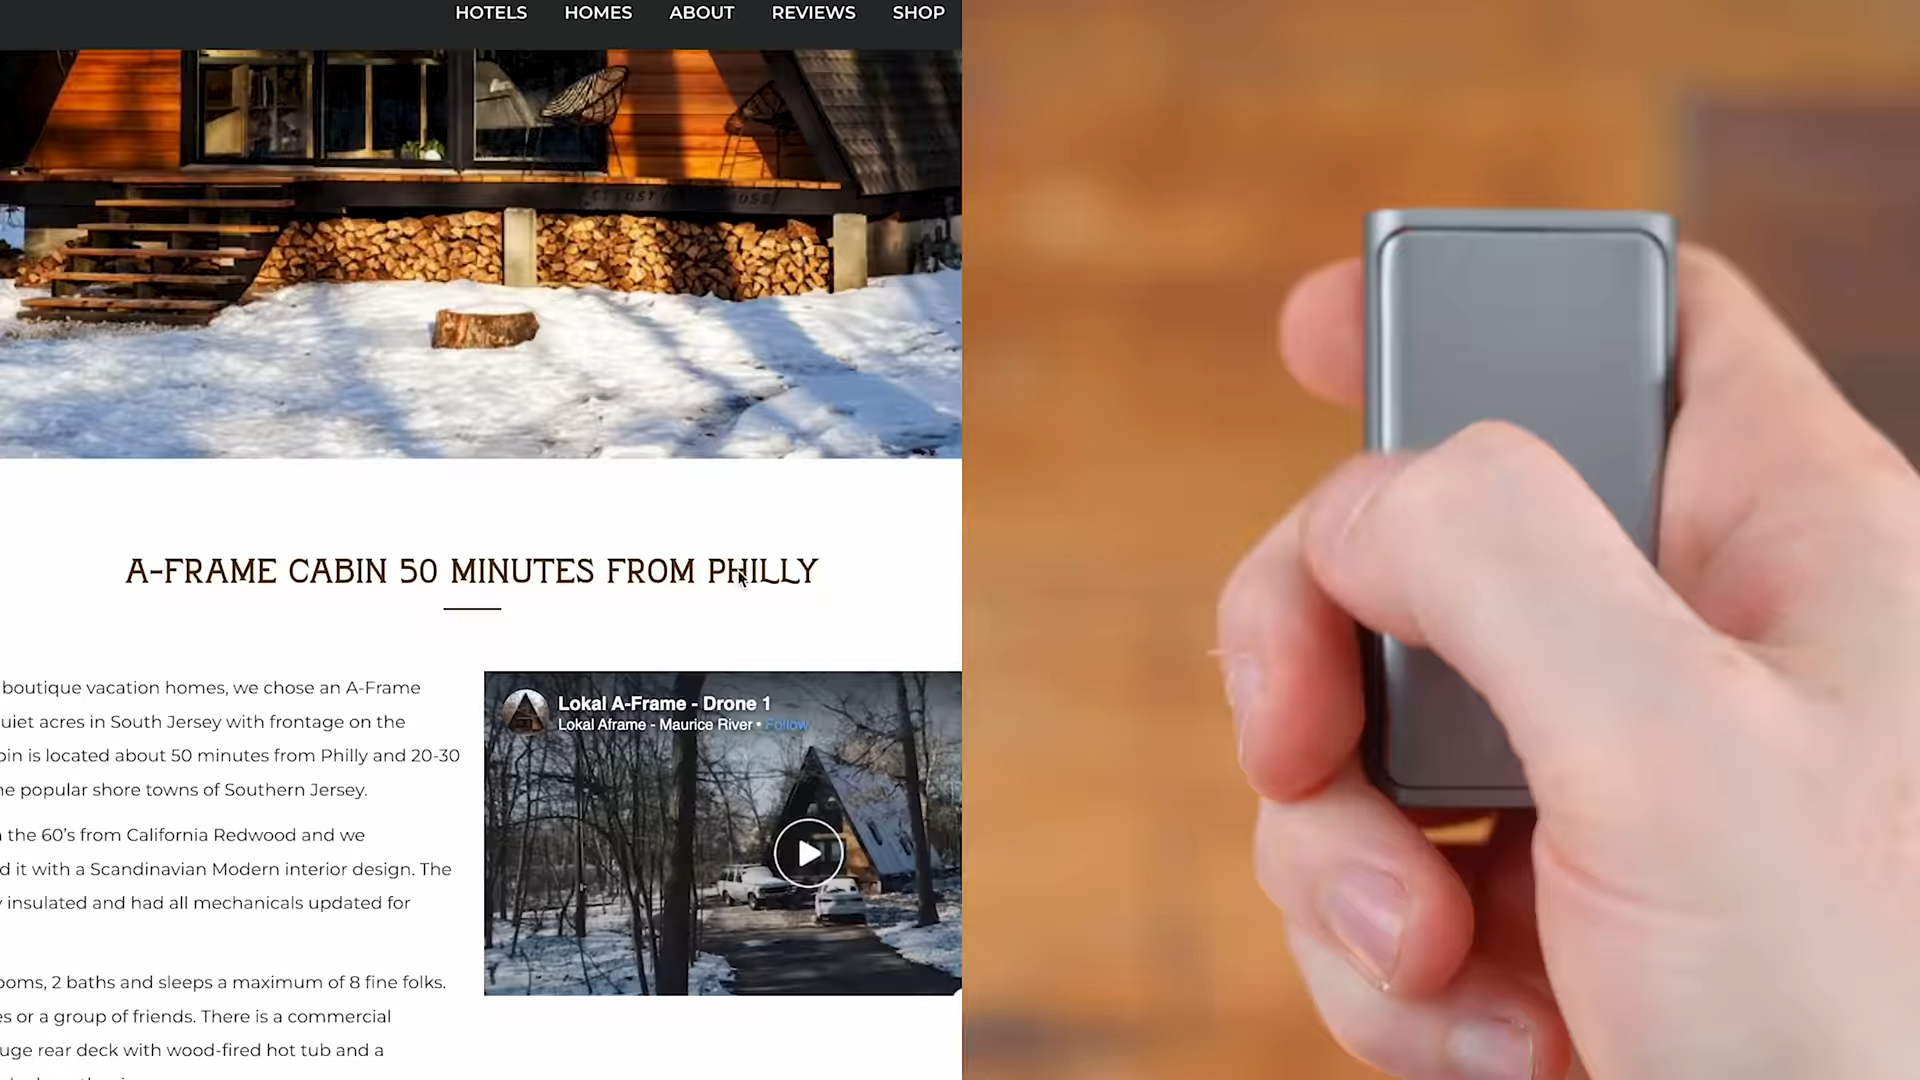 HOTELS HOMES ABOUT REVIEWS SHOP
A-FRAME CABIN 50 MINUTES FROM PHILLY
boutique vacation homes, we chose an A-Frame
uiet acres in South Jersey with frontage on the
bin is located about 50 minutes from Philly and 20-30
he popular shore towns of Southern Jersey.
the 60's from California Redwood and we
d it with a Scandinavian Modern interior design. The
y insulated and had all mechanicals updated for
ooms, 2 baths and sleeps a maximum of 8 fine folks.
es or a group of friends. There is a commercial
uge rear deck with wood-fired hot tub and a
Lokal A-Frame - Drone 1
Lokal Aframe - Maurice River • Follow